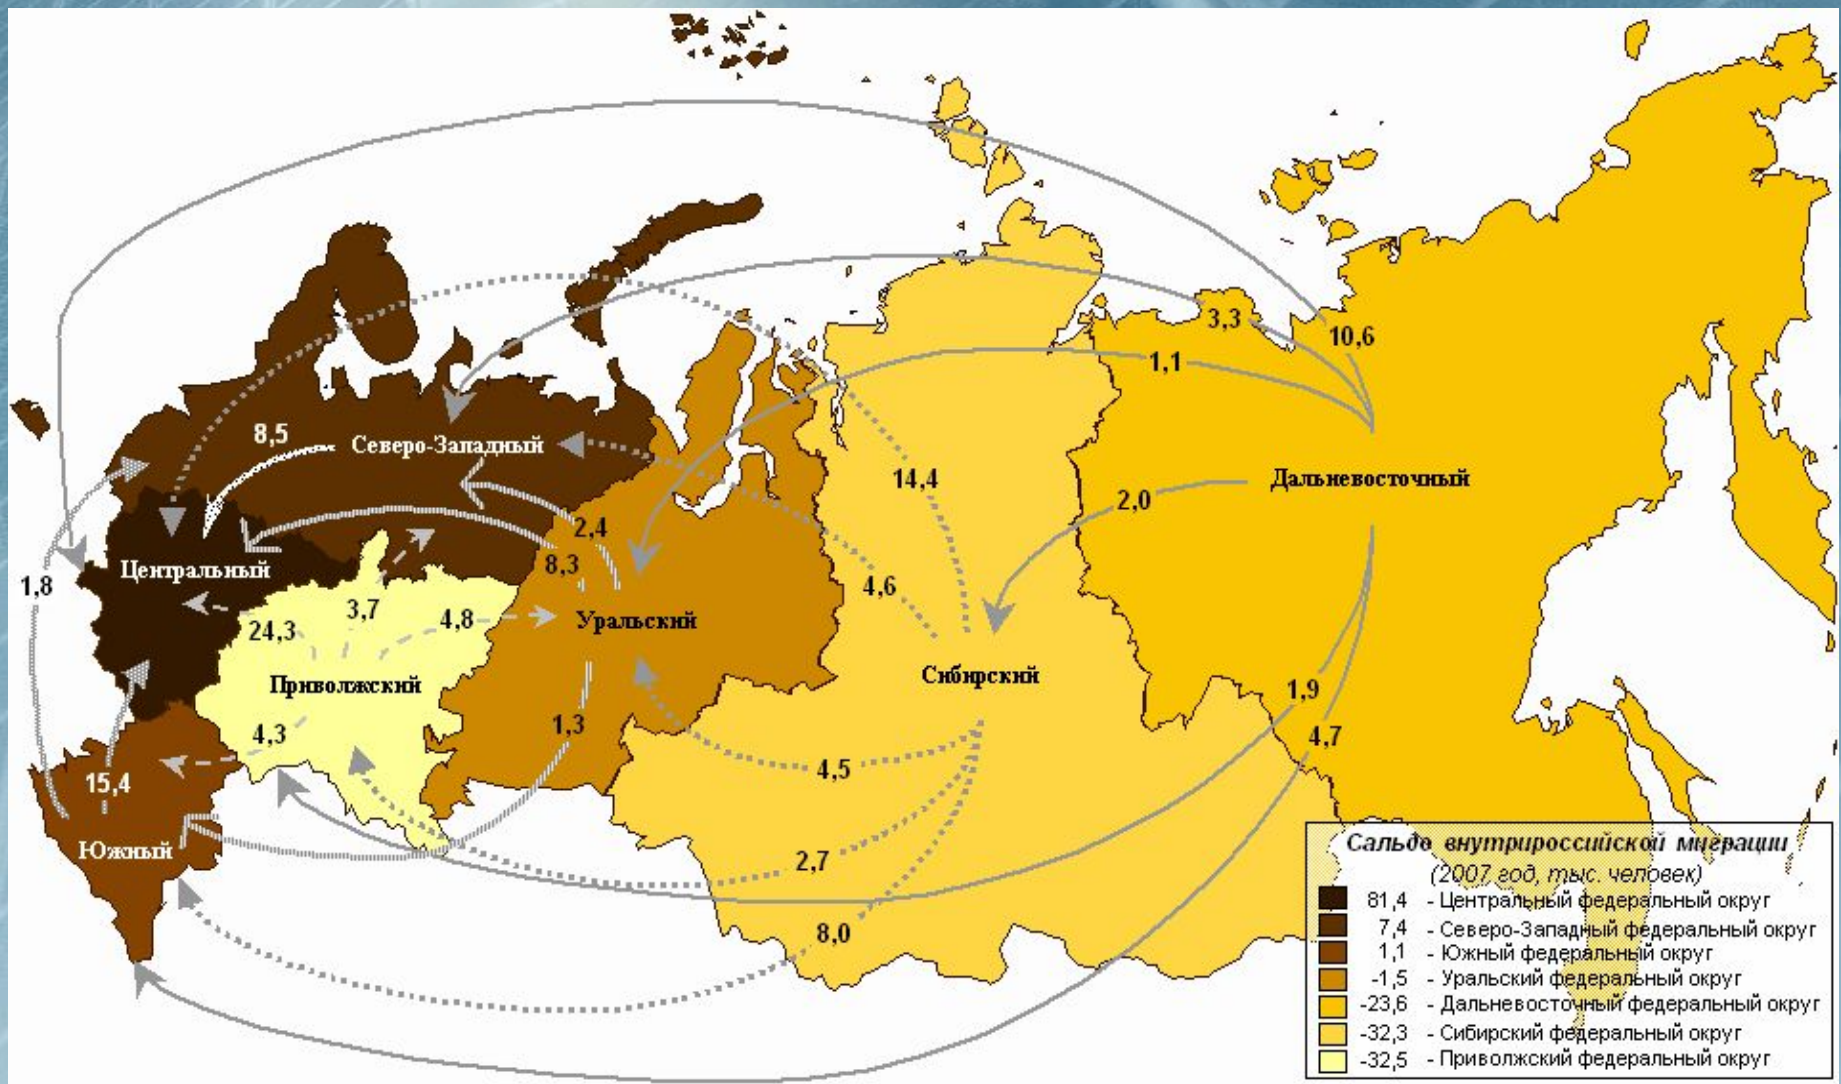 3,3
10,6
1,1
8,5
Северо-Западный
14,4
Дальневосточный
2,0
2,4
8,3
Центральный
1,8
4,6
3,7
4,8
24,3
Уральский
Сибирский
Приволжский
1,9
4,3
1,3
4,7
4,5
15,4
Южный
2,7
8,0
Сальдо внутрироссийской миграции
(2007 год, тыс. человек)
81,4 - Центральный федеральный округ
7,4 - Северо-Западный федеральный округ
1,1 - Южный федеральный округ
-1,5 - Уральский федеральный округ
-23,6 - Дальневосточный федеральный округ
-32,3 - Сибирский федеральный округ
-32,5 - Приволжский федеральный округ